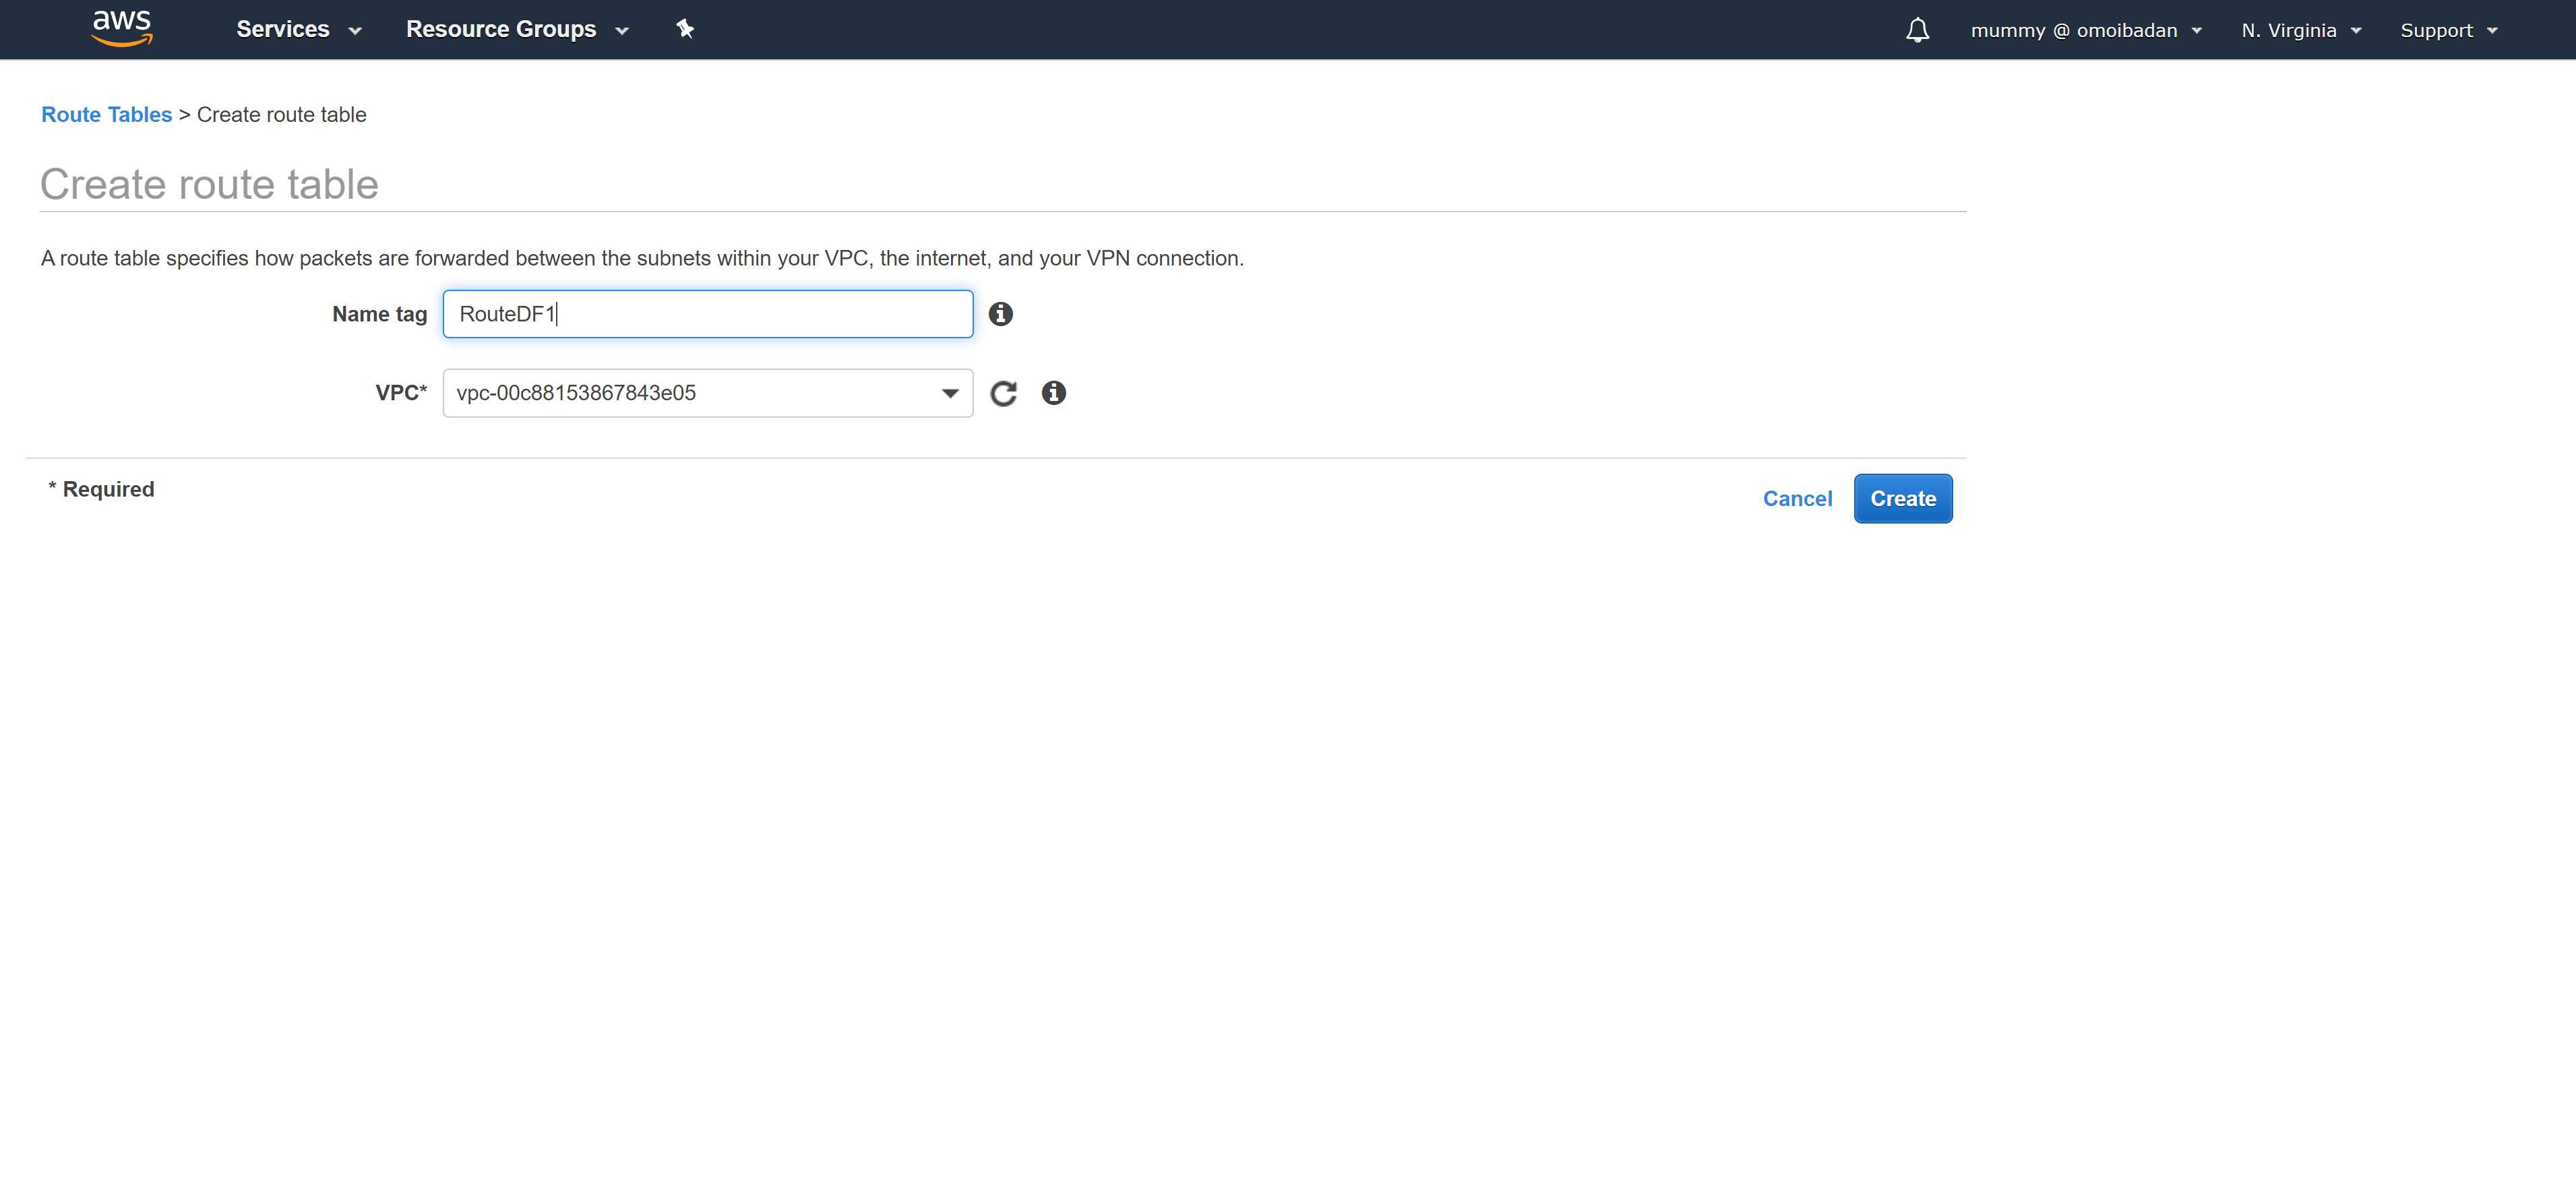 aws Services Resource Groups mummy @ omoibadan N. Virginia Support
Route Tables > Create route table
Create route table
A route table specifies how packets are forwarded between the subnets within your VPC, the internet, and your VPN connection.
Name tag RouteDF1
VPC* vpc-00c88153867843e05
* Required
Cancel Create